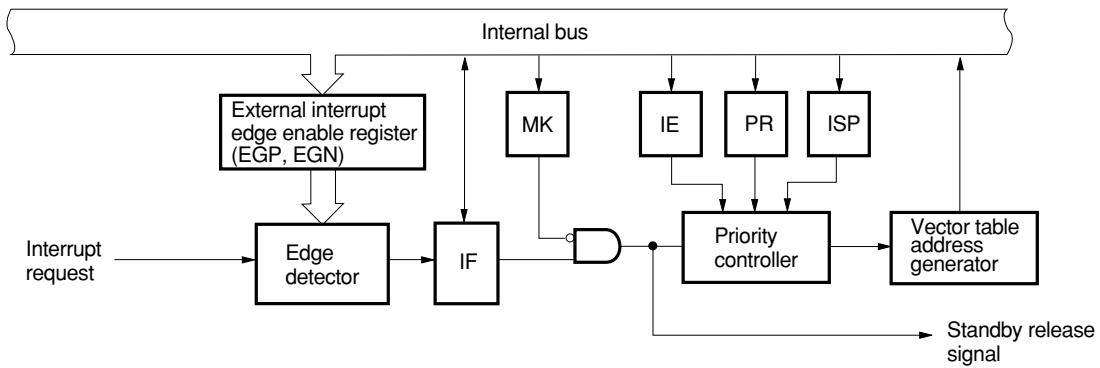 Internal bus
External interrupt
edge enable register
(EGP, EGN)
MK
IE
PR
ISP
Interrupt
request
Edge
detector
IF
Priority
controller
Vector table
address
generator
Standby release
signal